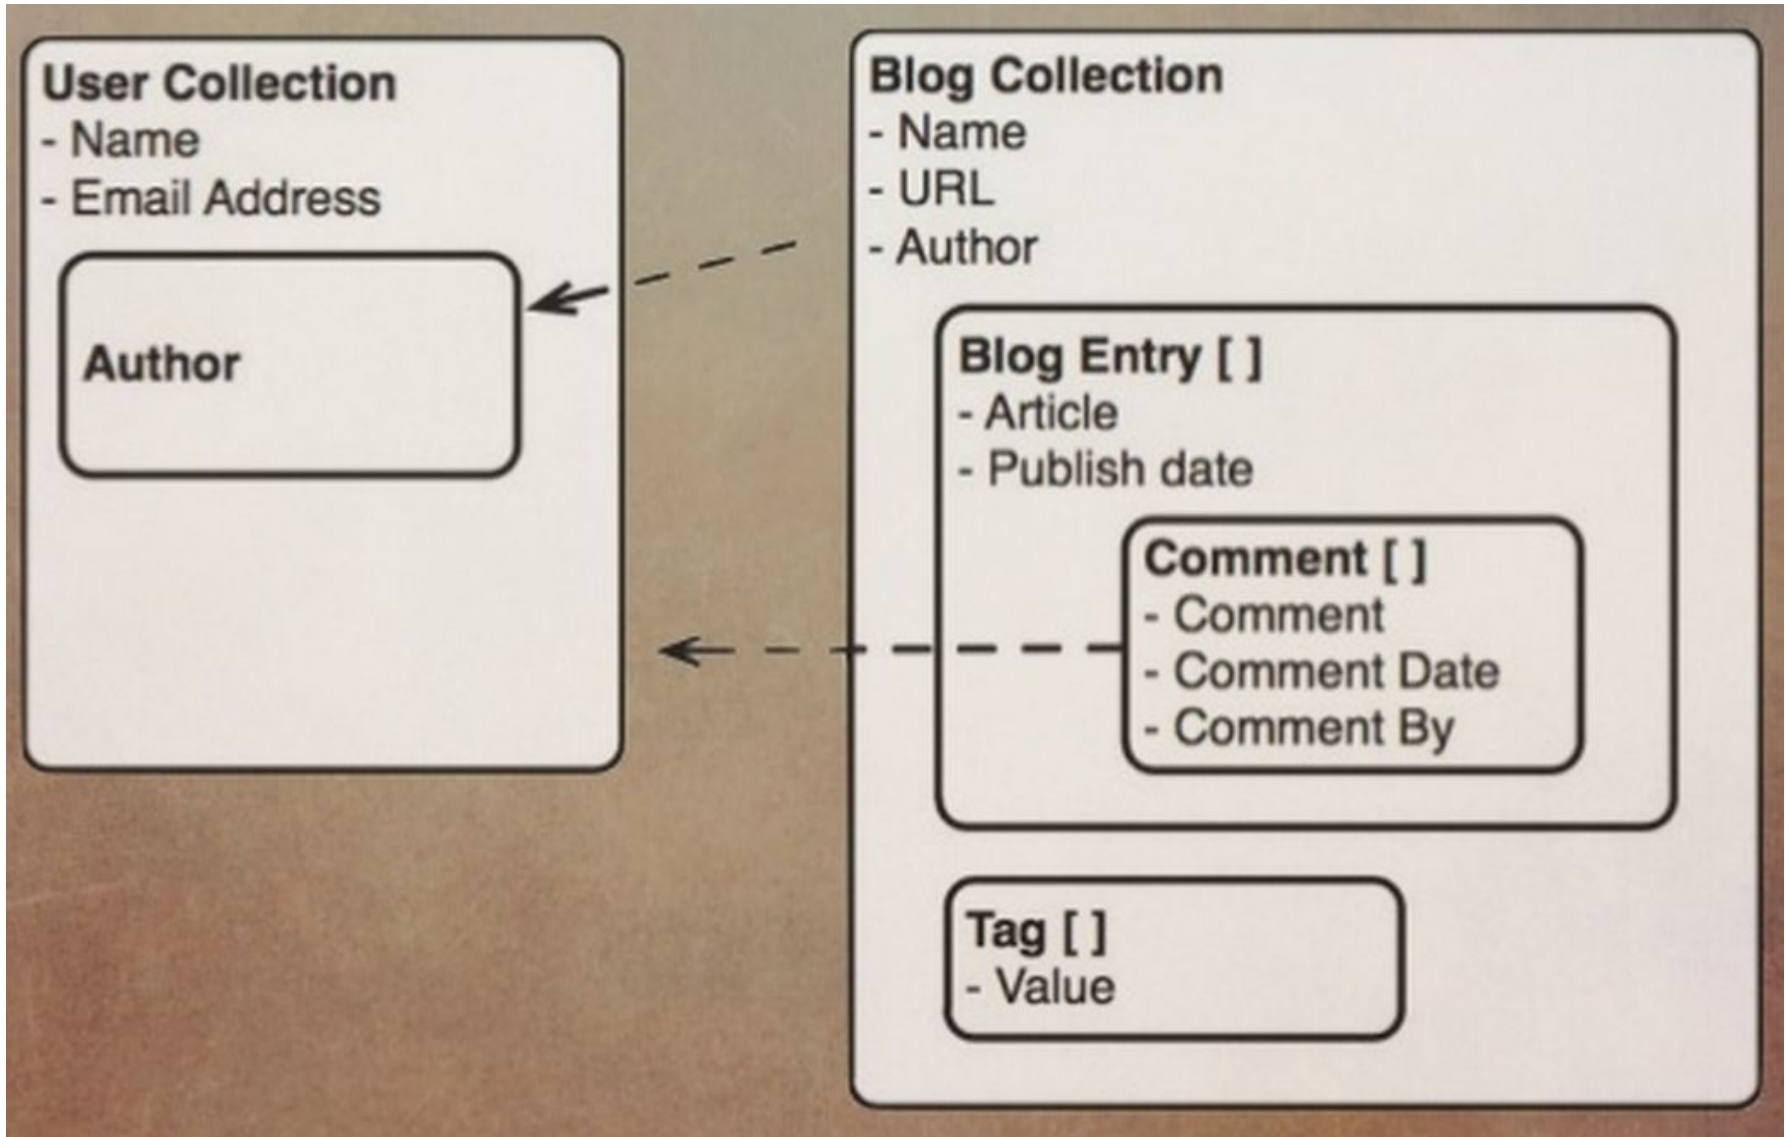 User Collection
- Name
- Email Address
Author
Blog Collection
- Name
- URL
- Author
Blog Entry [ ]
- Article
- Publish date
Comment [ ]
- Comment
- Comment Date
- Comment By
Tag [ ]
- Value